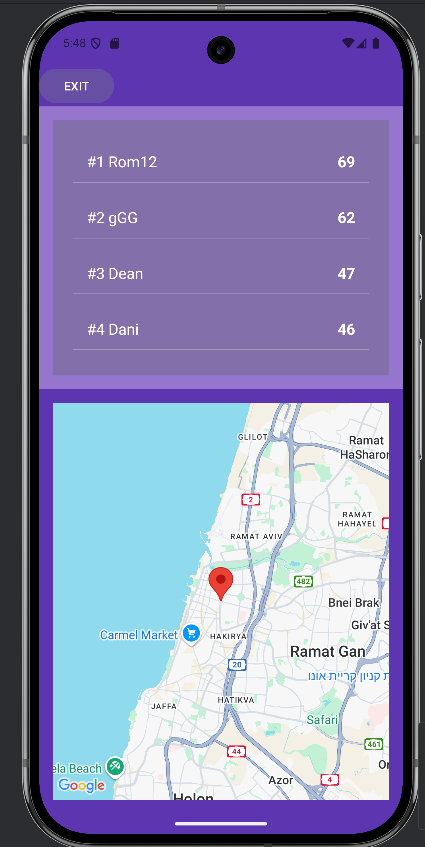 5:48
EXIT
#1 Rom12 69
#2 gGG 62
#3 Dean 47
#4 Dani 46
GLILOT
Ramat
HaSharor
2
RAMAT
HAHAYEL
RAMAT AVIV
482
Bnei Brak
Giv'at S
Carmel Market
HAKIRYA
Ramat Gan
20
קניון קריית אונו
HATIKVA
JAFFA
Safari
461
44
ela Beach
Azor
4
Or
Google
Holon